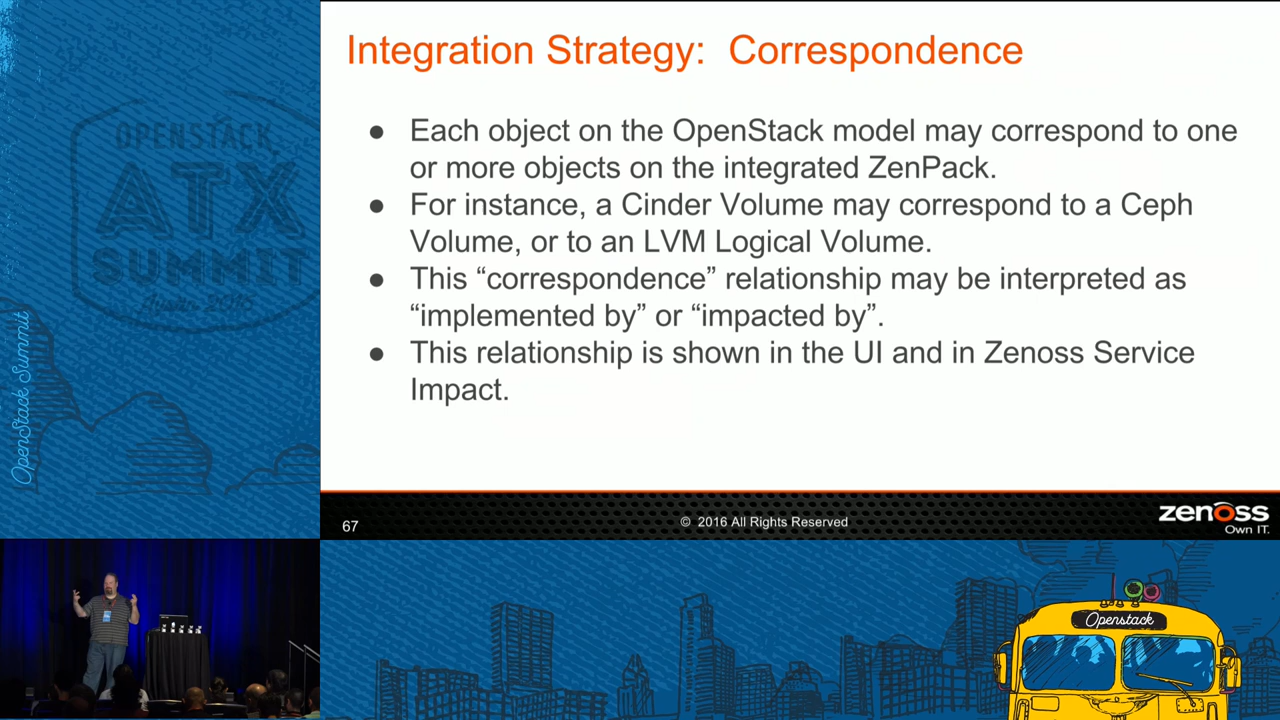 Integration Strategy: Correspondence
● Each object on the OpenStack model may correspond to one
or more objects on the integrated ZenPack.
● For instance, a Cinder Volume may correspond to a Ceph
Volume, or to an LVM Logical Volume.
● This “correspondence” relationship may be interpreted as
“implemented by” or “impacted by”.
● This relationship is shown in the UI and in Zenoss Service
Impact.
67
© 2016 All Rights Reserved
zenoss
Own IT.
OPENSTACK
ATX
SUMMIT
Austin 2016
OpenStack Summit
Openstack